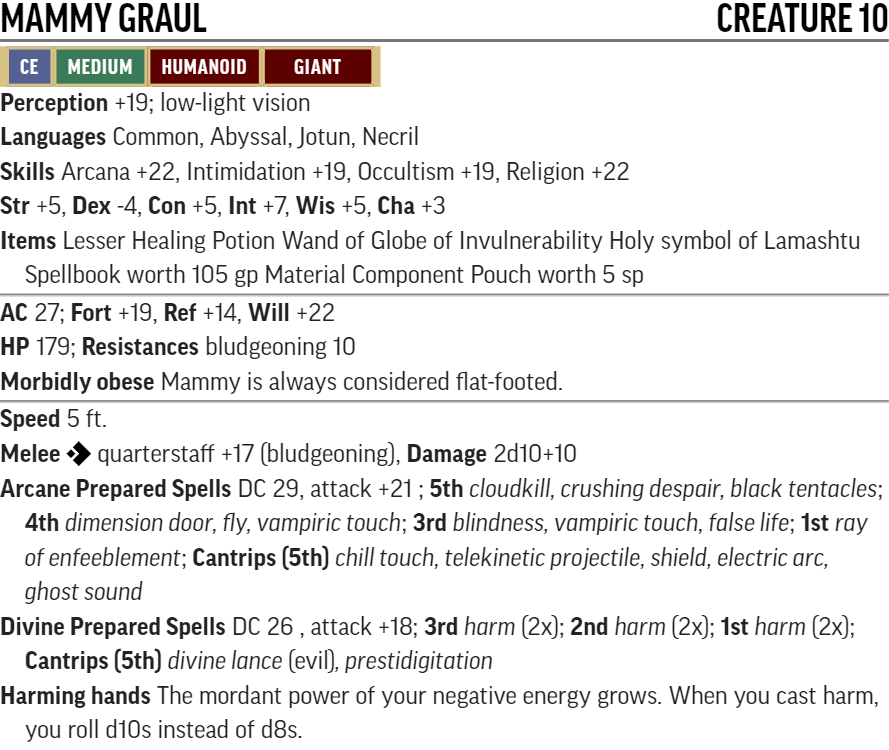 MAMMY GRAUL CREATURE 10
CE MEDIUM HUMANOID GIANT
Perception +19; low-light vision
Languages Common, Abyssal, Jotun, Necril
Skills Arcana +22, Intimidation +19, Occultism +19, Religion +22
Str +5, Dex -4, Con +5, Int +7, Wis +5, Cha +3
Items Lesser Healing Potion Wand of Globe of Invulnerability Holy symbol of Lamashtu
Spellbook worth 105 gp Material Component Pouch worth 5 sp
AC 27; Fort +19, Ref +14, Will +22
HP 179; Resistances bludgeoning 10
Morbidly obese Mammy is always considered flat-footed.
Speed 5 ft.
Melee quarterstaff +17 (bludgeoning), Damage 2d10+10
Arcane Prepared Spells DC 29, attack +21 ; 5th cloudkill, crushing despair, black tentacles;
4th dimension door, fly, vampiric touch; 3rd blindness, vampiric touch, false life; 1st ray
of enfeeblement; Cantrips (5th) chill touch, telekinetic projectile, shield, electric arc,
ghost sound
Divine Prepared Spells DC 26 , attack +18; 3rd harm (2x); 2nd harm (2x); 1st harm (2x);
Cantrips (5th) divine lance (evil), prestidigitation
Harming hands The mordant power of your negative energy grows. When you cast harm,
you roll d10s instead of d8s.